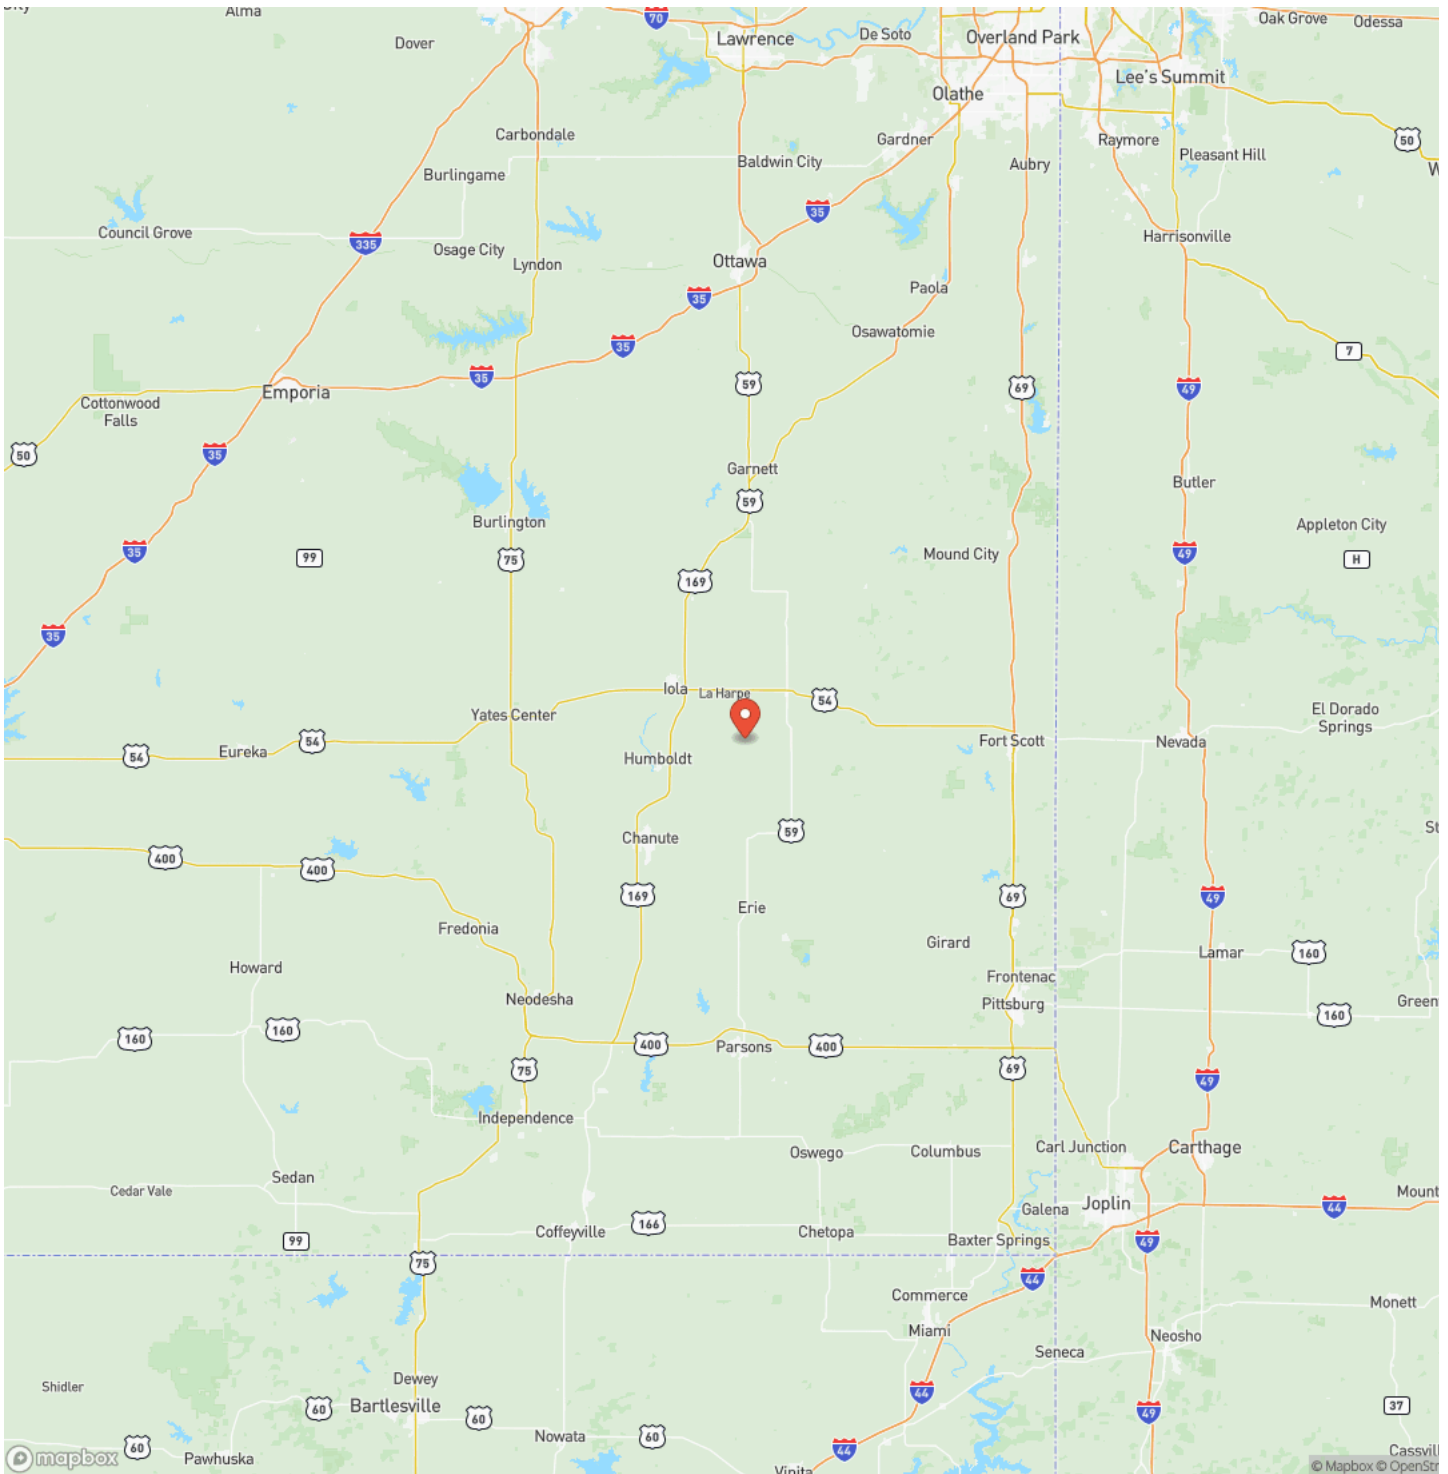 Alma
70
Lawrence
De Soto
Overland Park
Oak Grove
Odessa
Dover
Lee's Summit
Olathe
Carbondale
Gardner
Raymore
50
Baldwin City
Aubry
Pleasant Hill
Burlingame
35
Council Grove
335
Osage City
Lyndon
Ottawa
Harrisonville
35
Paola
Osawatomie
35
7
35
59
69
49
Emporia
Cottonwood
Falls
50
35
Garnett
Butler
59
Burlington
Appleton City
35
99
75
Mound City
49
H
169
35
Iola
La Harpe
54
Yates Center
El Dorado
Springs
54
Eureka
54
Humboldt
Fort Scott
Nevada
400
400
Chanute
59
169
69
49
Erie
Fredonia
Girard
Lamar
160
Howard
Frontenac
Neodesha
Pittsburg
160
160
160
400
Parsons
400
75
69
49
Independence
Oswego
Columbus
Carl Junction
Carthage
Sedan
Cedar Vale
Joplin
44
Galena
166
Coffeyville
Chetopa
Baxter Springs
99
49
75
44
Commerce
Monett
Miami
Neosho
Seneca
Dewey
Shidler
44
Bartlesville
60
60
49
37
60
Nowata
60
44
Pawhuska
mapbox
Vinita
© Mapbox